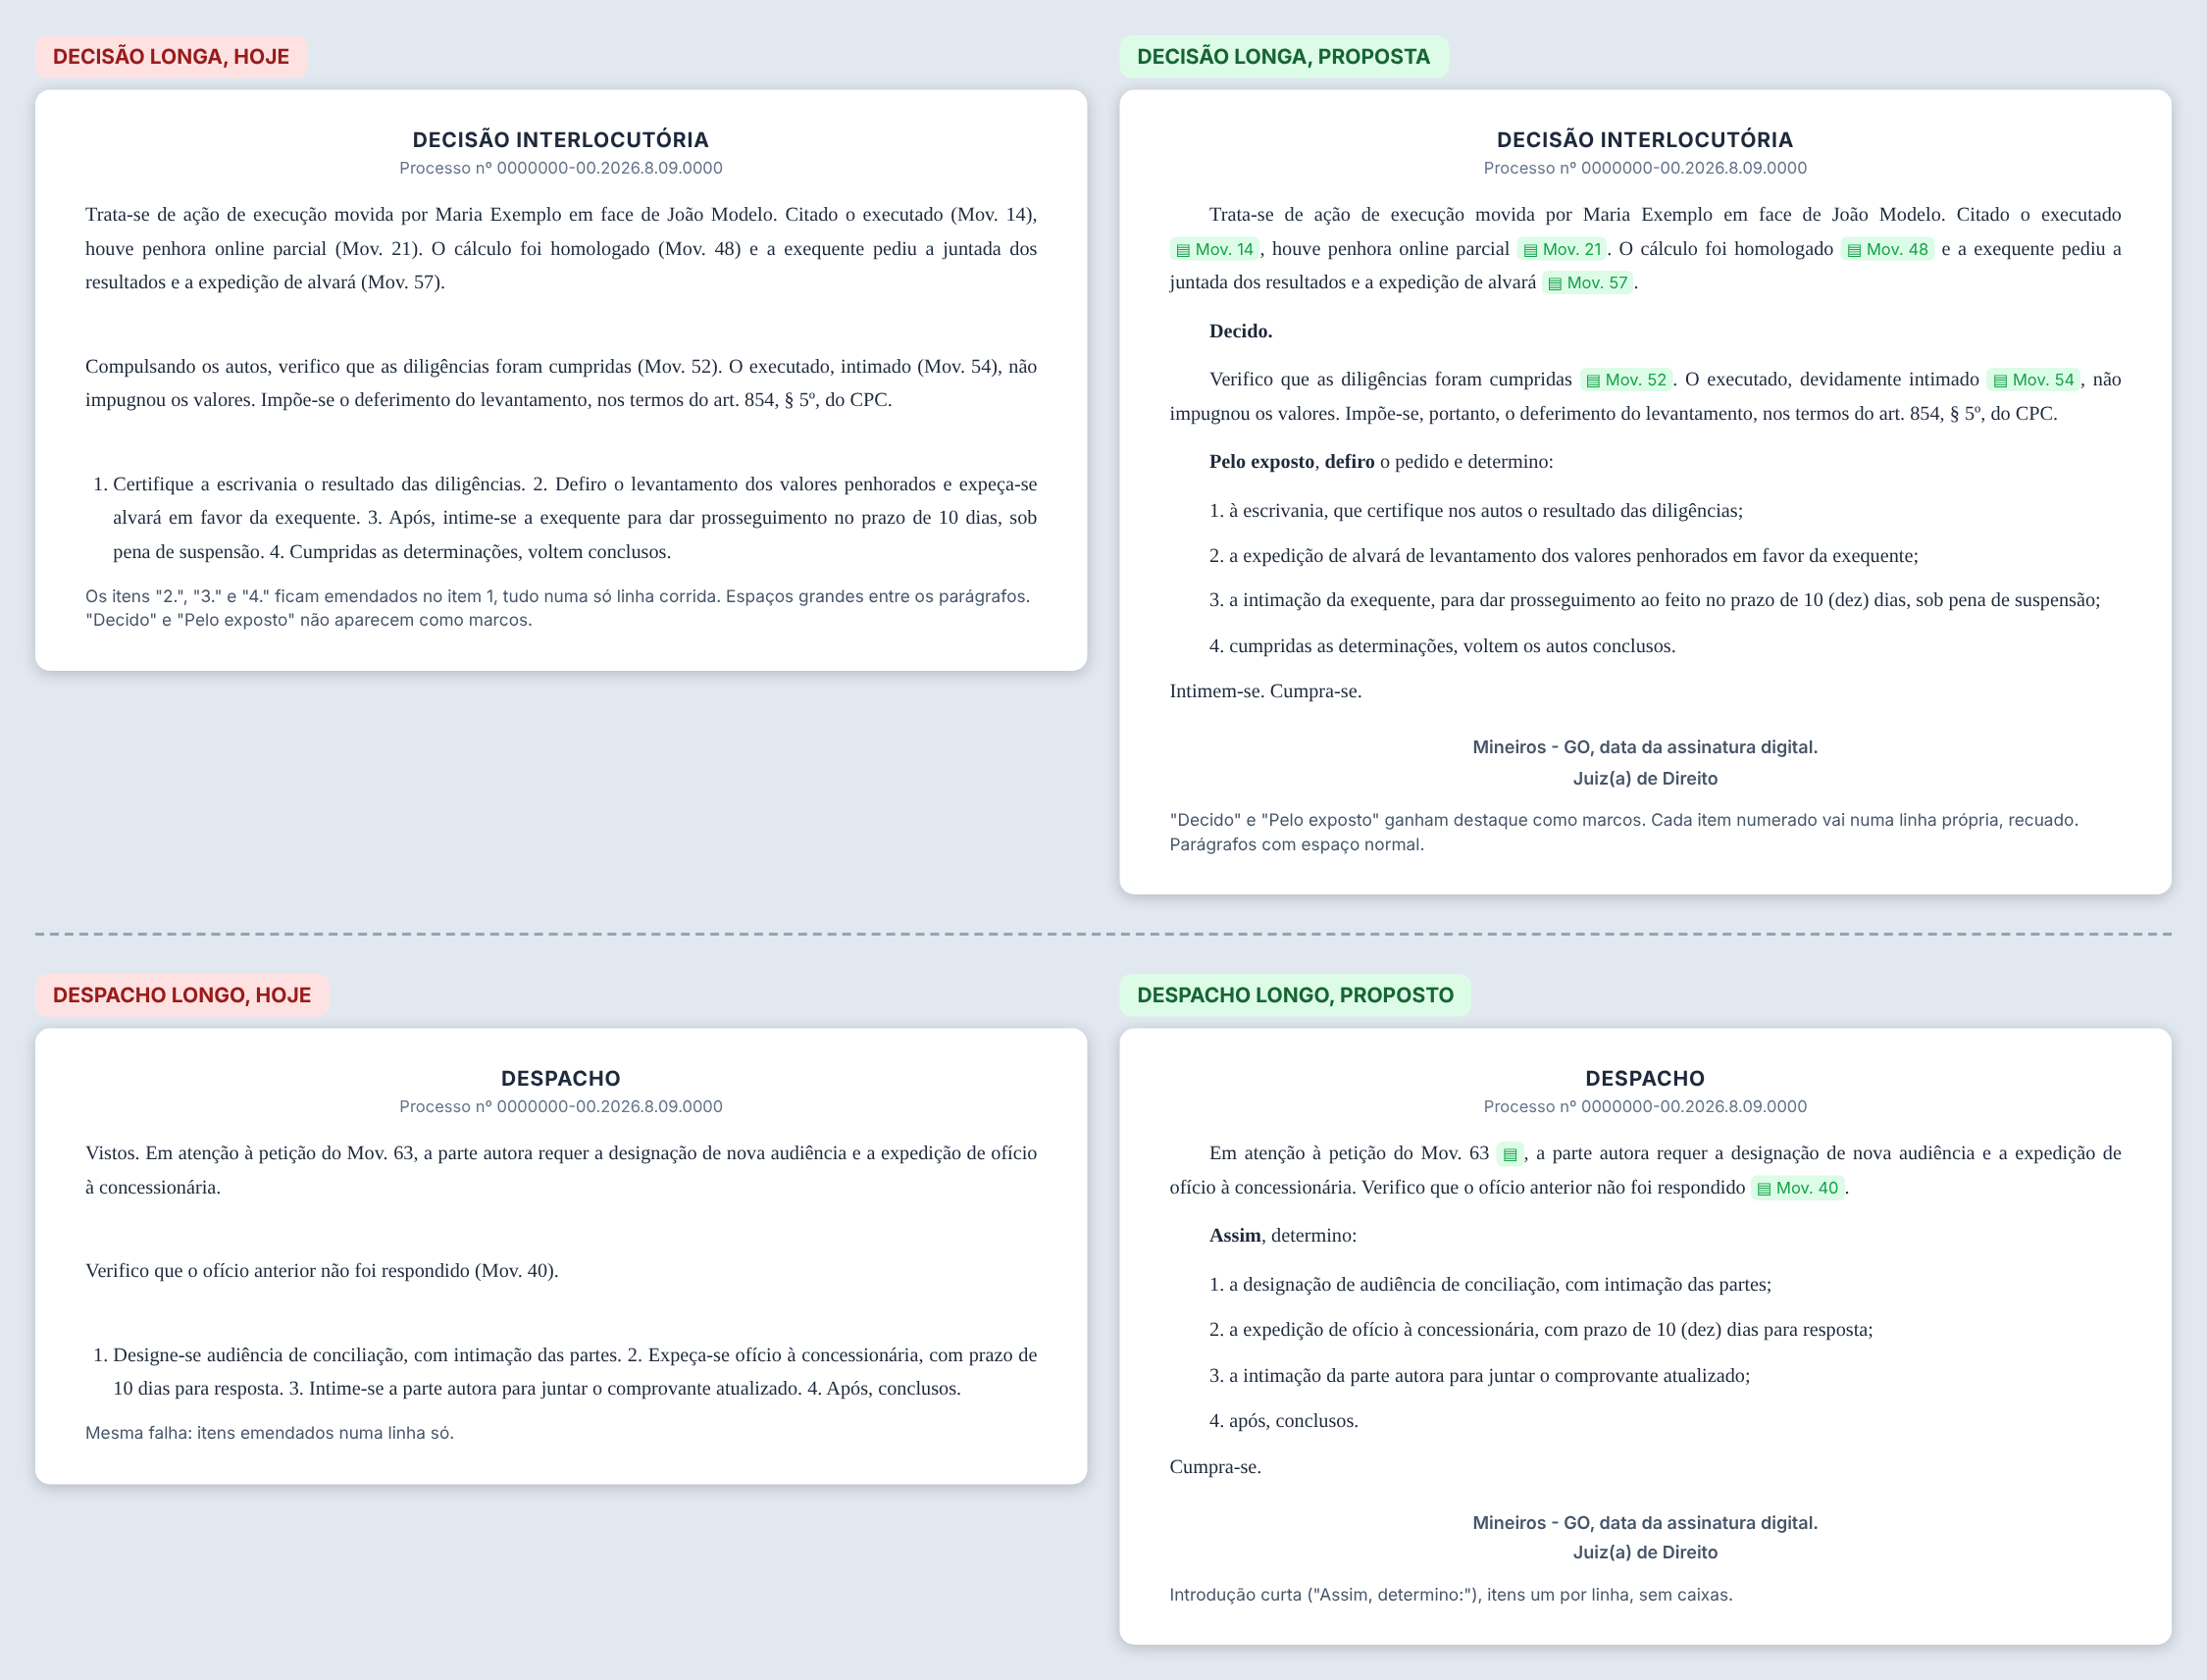 DECISÃO LONGA, HOJE
DECISÃO INTERLOCUTÓRIA
Processo nº 0000000-00.2026.8.09.0000
Trata-se de ação de execução movida por Maria Exemplo em face de João Modelo. Citado o executado (Mov. 14),
houve penhora online parcial (Mov. 21). O cálculo foi homologado (Mov. 48) e a exequente pediu a juntada dos
resultados e a expedição de alvará (Mov. 57).
Compulsando os autos, verifico que as diligências foram cumpridas (Mov. 52). O executado, intimado (Mov. 54), não
impugnou os valores. Impõe-se o deferimento do levantamento, nos termos do art. 854, § 5º, do CPC.
1. Certifique a escrivania o resultado das diligências. 2. Defiro o levantamento dos valores penhorados e expeça-se
alvará em favor da exequente. 3. Após, intime-se a exequente para dar prosseguimento no prazo de 10 dias, sob
pena de suspensão. 4. Cumpridas as determinações, voltem conclusos.
Os itens "2.", "3." e "4." ficam emendados no item 1, tudo numa só linha corrida. Espaços grandes entre os parágrafos.
"Decido" e "Pelo exposto" não aparecem como marcos.
DECISÃO LONGA, PROPOSTA
DECISÃO INTERLOCUTÓRIA
Processo nº 0000000-00.2026.8.09.0000
Trata-se de ação de execução movida por Maria Exemplo em face de João Modelo. Citado o executado
▤ Mov. 14, houve penhora online parcial ▤ Mov. 21. O cálculo foi homologado ▤ Mov. 48 e a exequente pediu a
juntada dos resultados e a expedição de alvará ▤ Mov. 57.
Decido.
Verifico que as diligências foram cumpridas ▤ Mov. 52. O executado, devidamente intimado ▤ Mov. 54, não
impugnou os valores. Impõe-se, portanto, o deferimento do levantamento, nos termos do art. 854, § 5º, do CPC.
Pelo exposto, defiro o pedido e determino:
1. à escrivania, que certifique nos autos o resultado das diligências;
2. a expedição de alvará de levantamento dos valores penhorados em favor da exequente;
3. a intimação da exequente, para dar prosseguimento ao feito no prazo de 10 (dez) dias, sob pena de suspensão;
4. cumpridas as determinações, voltem os autos conclusos.
Intimem-se. Cumpra-se.
Mineiros - GO, data da assinatura digital.
Juiz(a) de Direito
"Decido" e "Pelo exposto" ganham destaque como marcos. Cada item numerado vai numa linha própria, recuado.
Parágrafos com espaço normal.
DESPACHO LONGO, HOJE
DESPACHO
Processo nº 0000000-00.2026.8.09.0000
Vistos. Em atenção à petição do Mov. 63, a parte autora requer a designação de nova audiência e a expedição de ofício
à concessionária.
Verifico que o ofício anterior não foi respondido (Mov. 40).
1. Designe-se audiência de conciliação, com intimação das partes. 2. Expeça-se ofício à concessionária, com prazo de
10 dias para resposta. 3. Intime-se a parte autora para juntar o comprovante atualizado. 4. Após, conclusos.
Mesma falha: itens emendados numa linha só.
DESPACHO LONGO, PROPOSTO
DESPACHO
Processo nº 0000000-00.2026.8.09.0000
Em atenção à petição do Mov. 63 ▤, a parte autora requer a designação de nova audiência e a expedição de
ofício à concessionária. Verifico que o ofício anterior não foi respondido ▤ Mov. 40.
Assim, determino:
1. a designação de audiência de conciliação, com intimação das partes;
2. a expedição de ofício à concessionária, com prazo de 10 (dez) dias para resposta;
3. a intimação da parte autora para juntar o comprovante atualizado;
4. após, conclusos.
Cumpra-se.
Mineiros - GO, data da assinatura digital.
Juiz(a) de Direito
Introdução curta ("Assim, determino:"), itens um por linha, sem caixas.